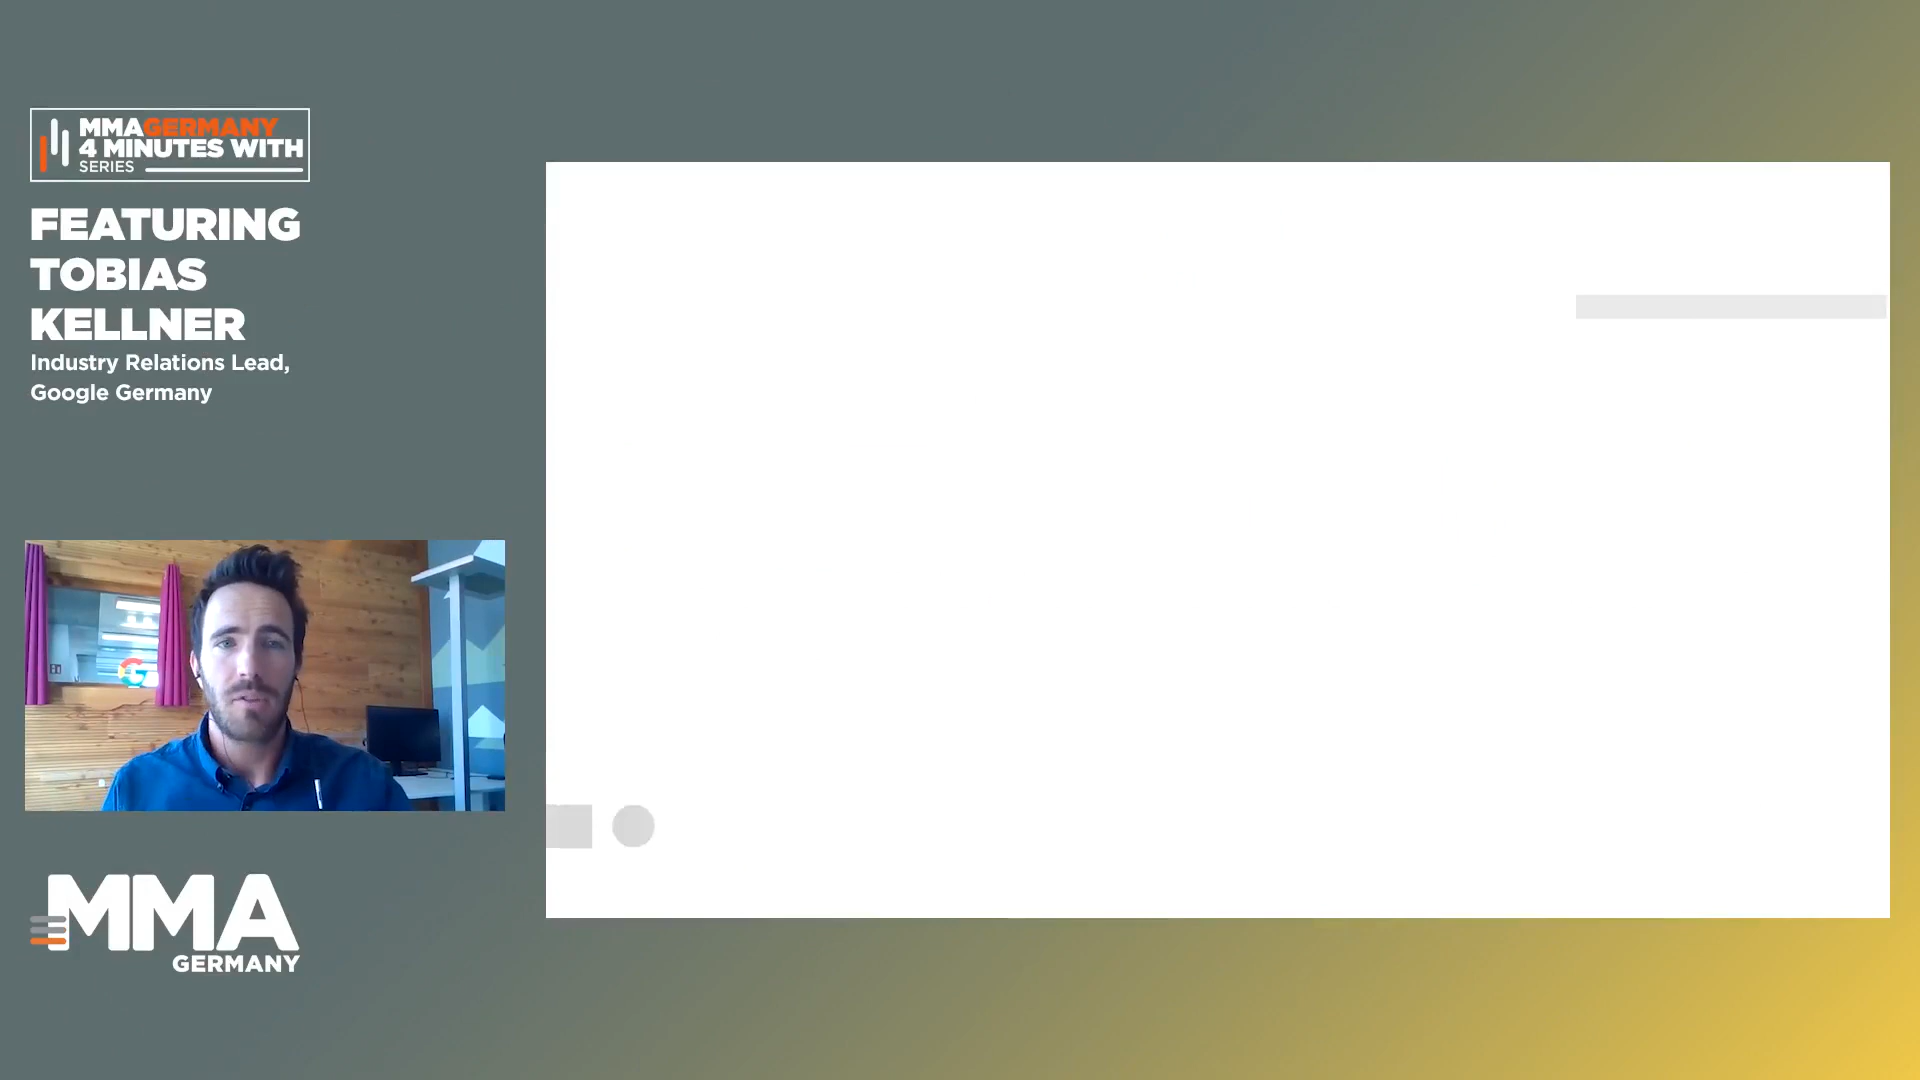 MMAGERMANY
4 MINUTES WITH
SERIES
FEATURING
TOBIAS
KELLNER
Industry Relations Lead,
Google Germany
MMA
GERMANY